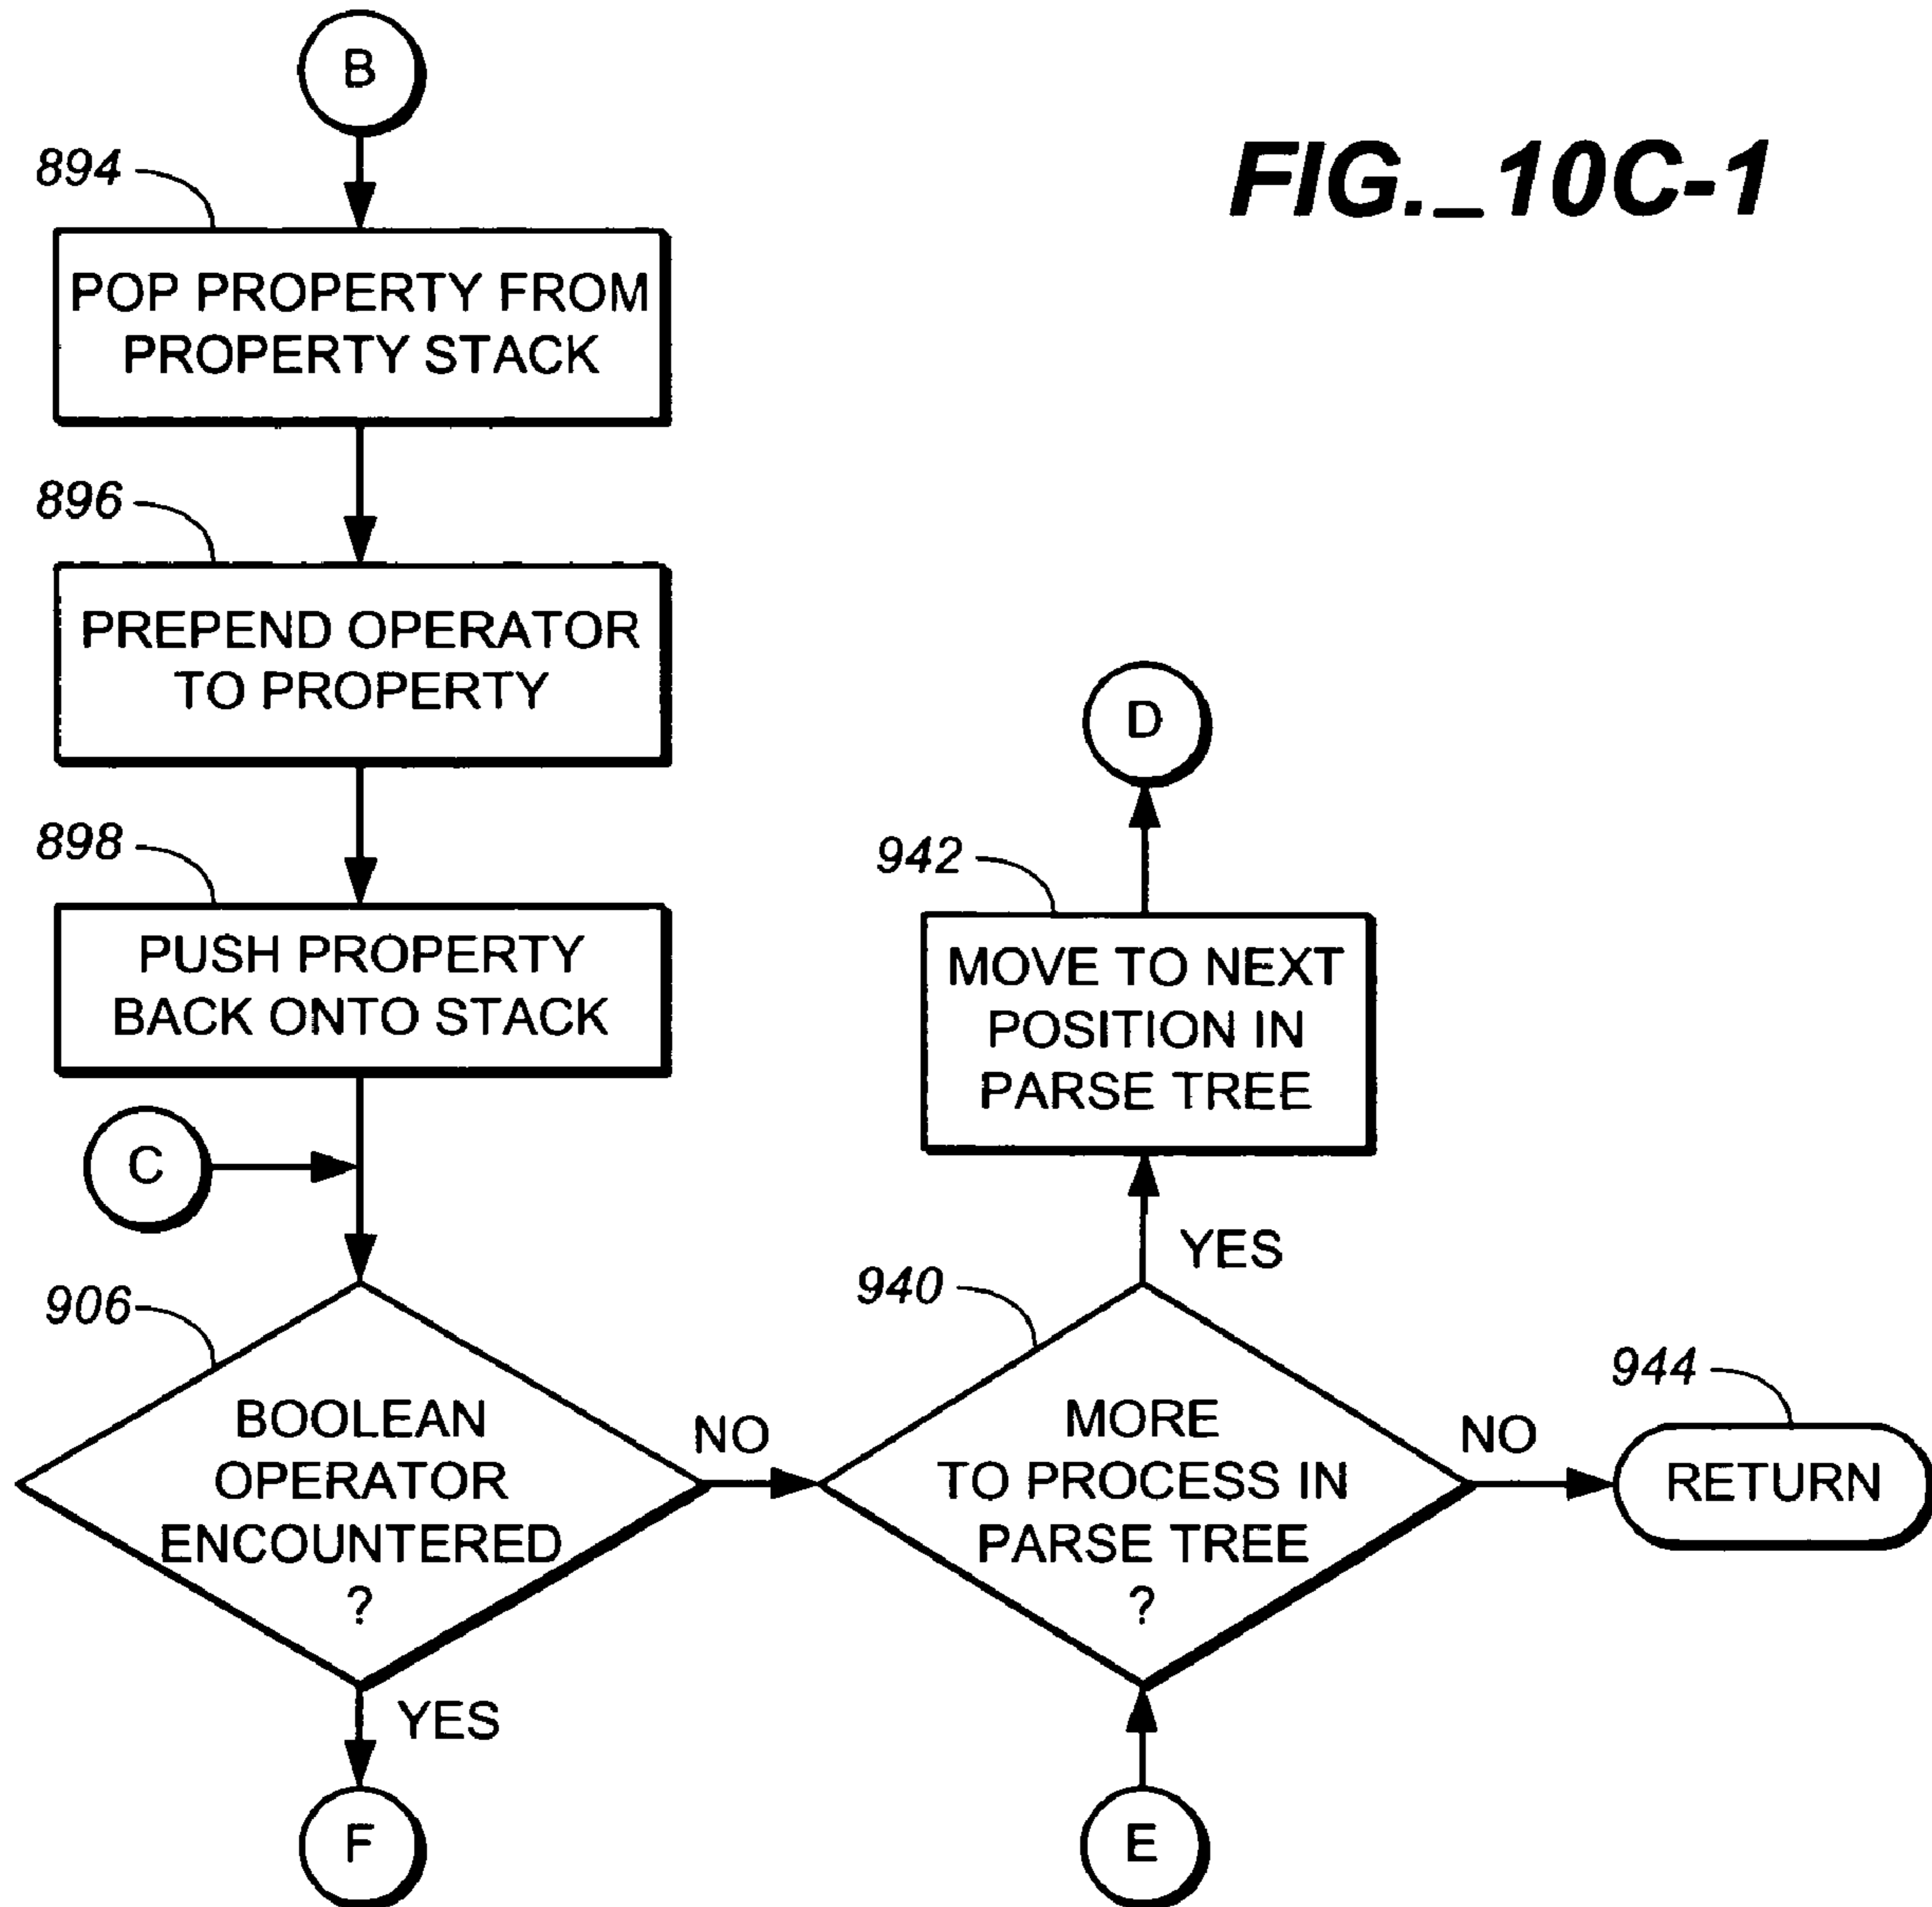 B
FIG._10C-1
894
POP PROPERTY FROM
PROPERTY STACK
896
PREPEND OPERATOR
TO PROPERTY
D
898
PUSH PROPERTY
BACK ONTO STACK
942
MOVE TO NEXT
POSITION IN
PARSE TREE
C
YES
906
BOOLEAN
OPERATOR
ENCOUNTERED
?
NO
940
MORE
TO PROCESS IN
PARSE TREE
?
NO
944
RETURN
YES
F
E